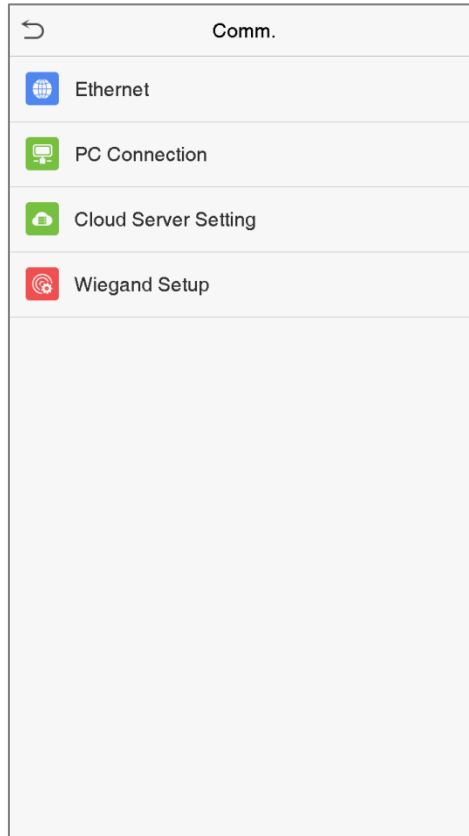 Comm.
Ethernet
PC Connection
Cloud Server Setting
Wiegand Setup